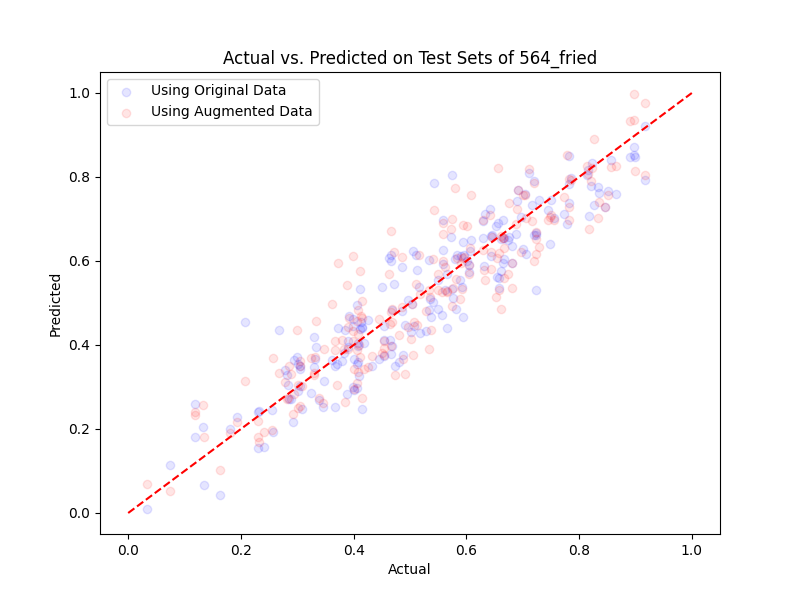 Actual vs. Predicted on Test Sets of 564_fried
Using Original Data
Using Augmented Data
1.0
0.8
0.6
0.4
0.2
0.0
Predicted
0.0 0.2 0.4 0.6 0.8 1.0
Actual